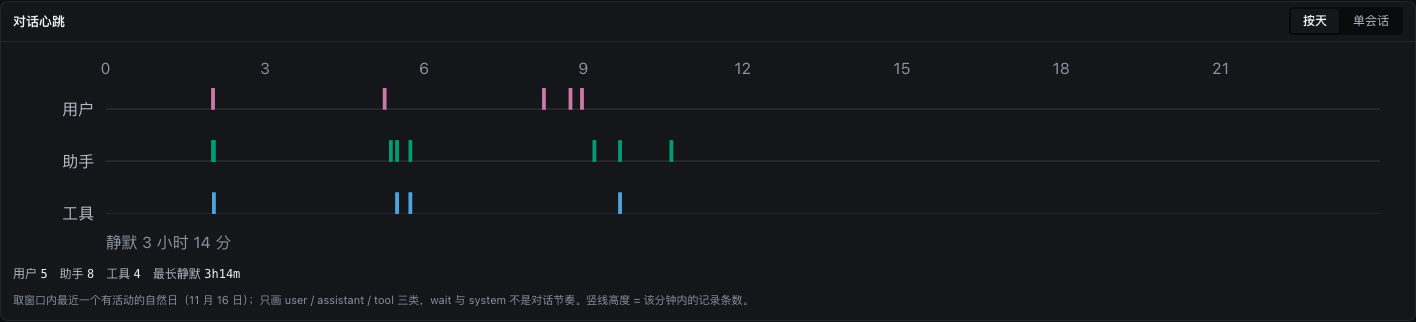 对话心跳 按天 单会话
0 3 6 9 12 15 18 21
用户
助手
工具
静默 3 小时 14 分
用户 5 助手 8 工具 4 最长静默 3h14m
取窗口内最近一个有活动的自然日（11 月 16 日）；只画 user / assistant / tool 三类，wait 与 system 不是对话节奏。竖线高度 = 该分钟内的记录条数。